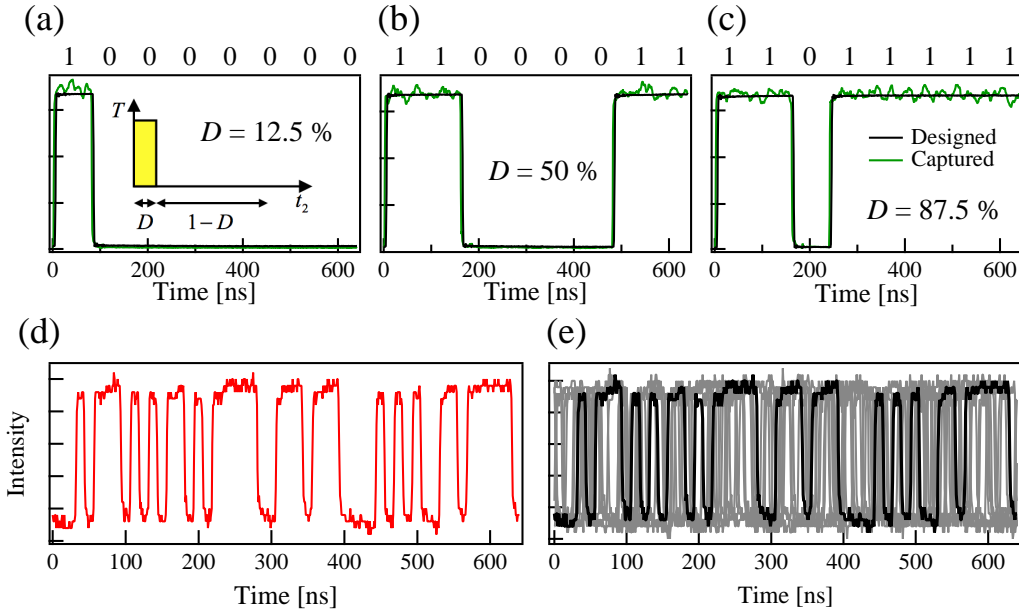 (a)
1 0 0 0 0 0 0 0
T
D = 12.5 %
t2
D 1−D
0 200 400 600
Time [ns]
(b)
1 1 0 0 0 0 1 1
D = 50 %
0 200 400 600
Time [ns]
(c)
1 1 0 1 1 1 1 1
Designed
Captured
D = 87.5 %
0 200 400 600
Time [ns]
(d)
Intensity
0 100 200 300 400 500 600
Time [ns]
(e)
0 100 200 300 400 500 600
Time [ns]